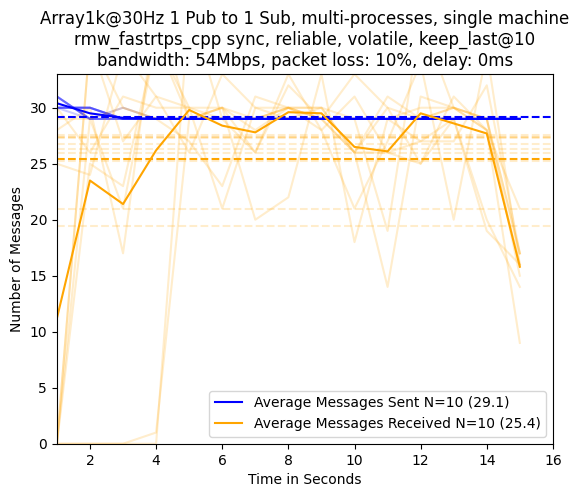 Array1k@30Hz 1 Pub to 1 Sub, multi-processes, single machine
rmw_fastrtps_cpp sync, reliable, volatile, keep_last@10
bandwidth: 54Mbps, packet loss: 10%, delay: 0ms
Number of Messages
30
25
20
15
10
5
0
Average Messages Sent N=10 (29.1)
Average Messages Received N=10 (25.4)
2 4 6 8 10 12 14 16
Time in Seconds